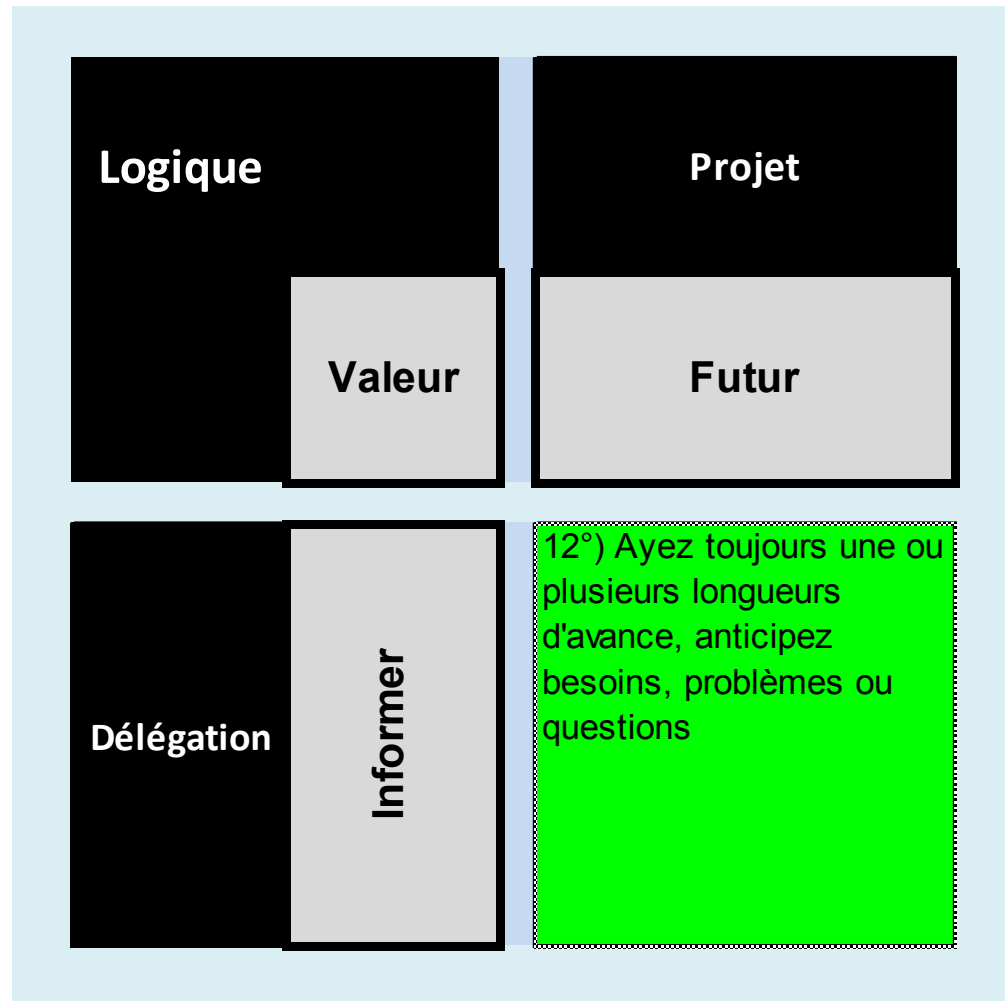 Logique
Projet
Valeur
Futur
Délégation
Informer
12°) Ayez toujours une ou
plusieurs longueurs
d'avance, anticipez
besoins, problèmes ou
questions